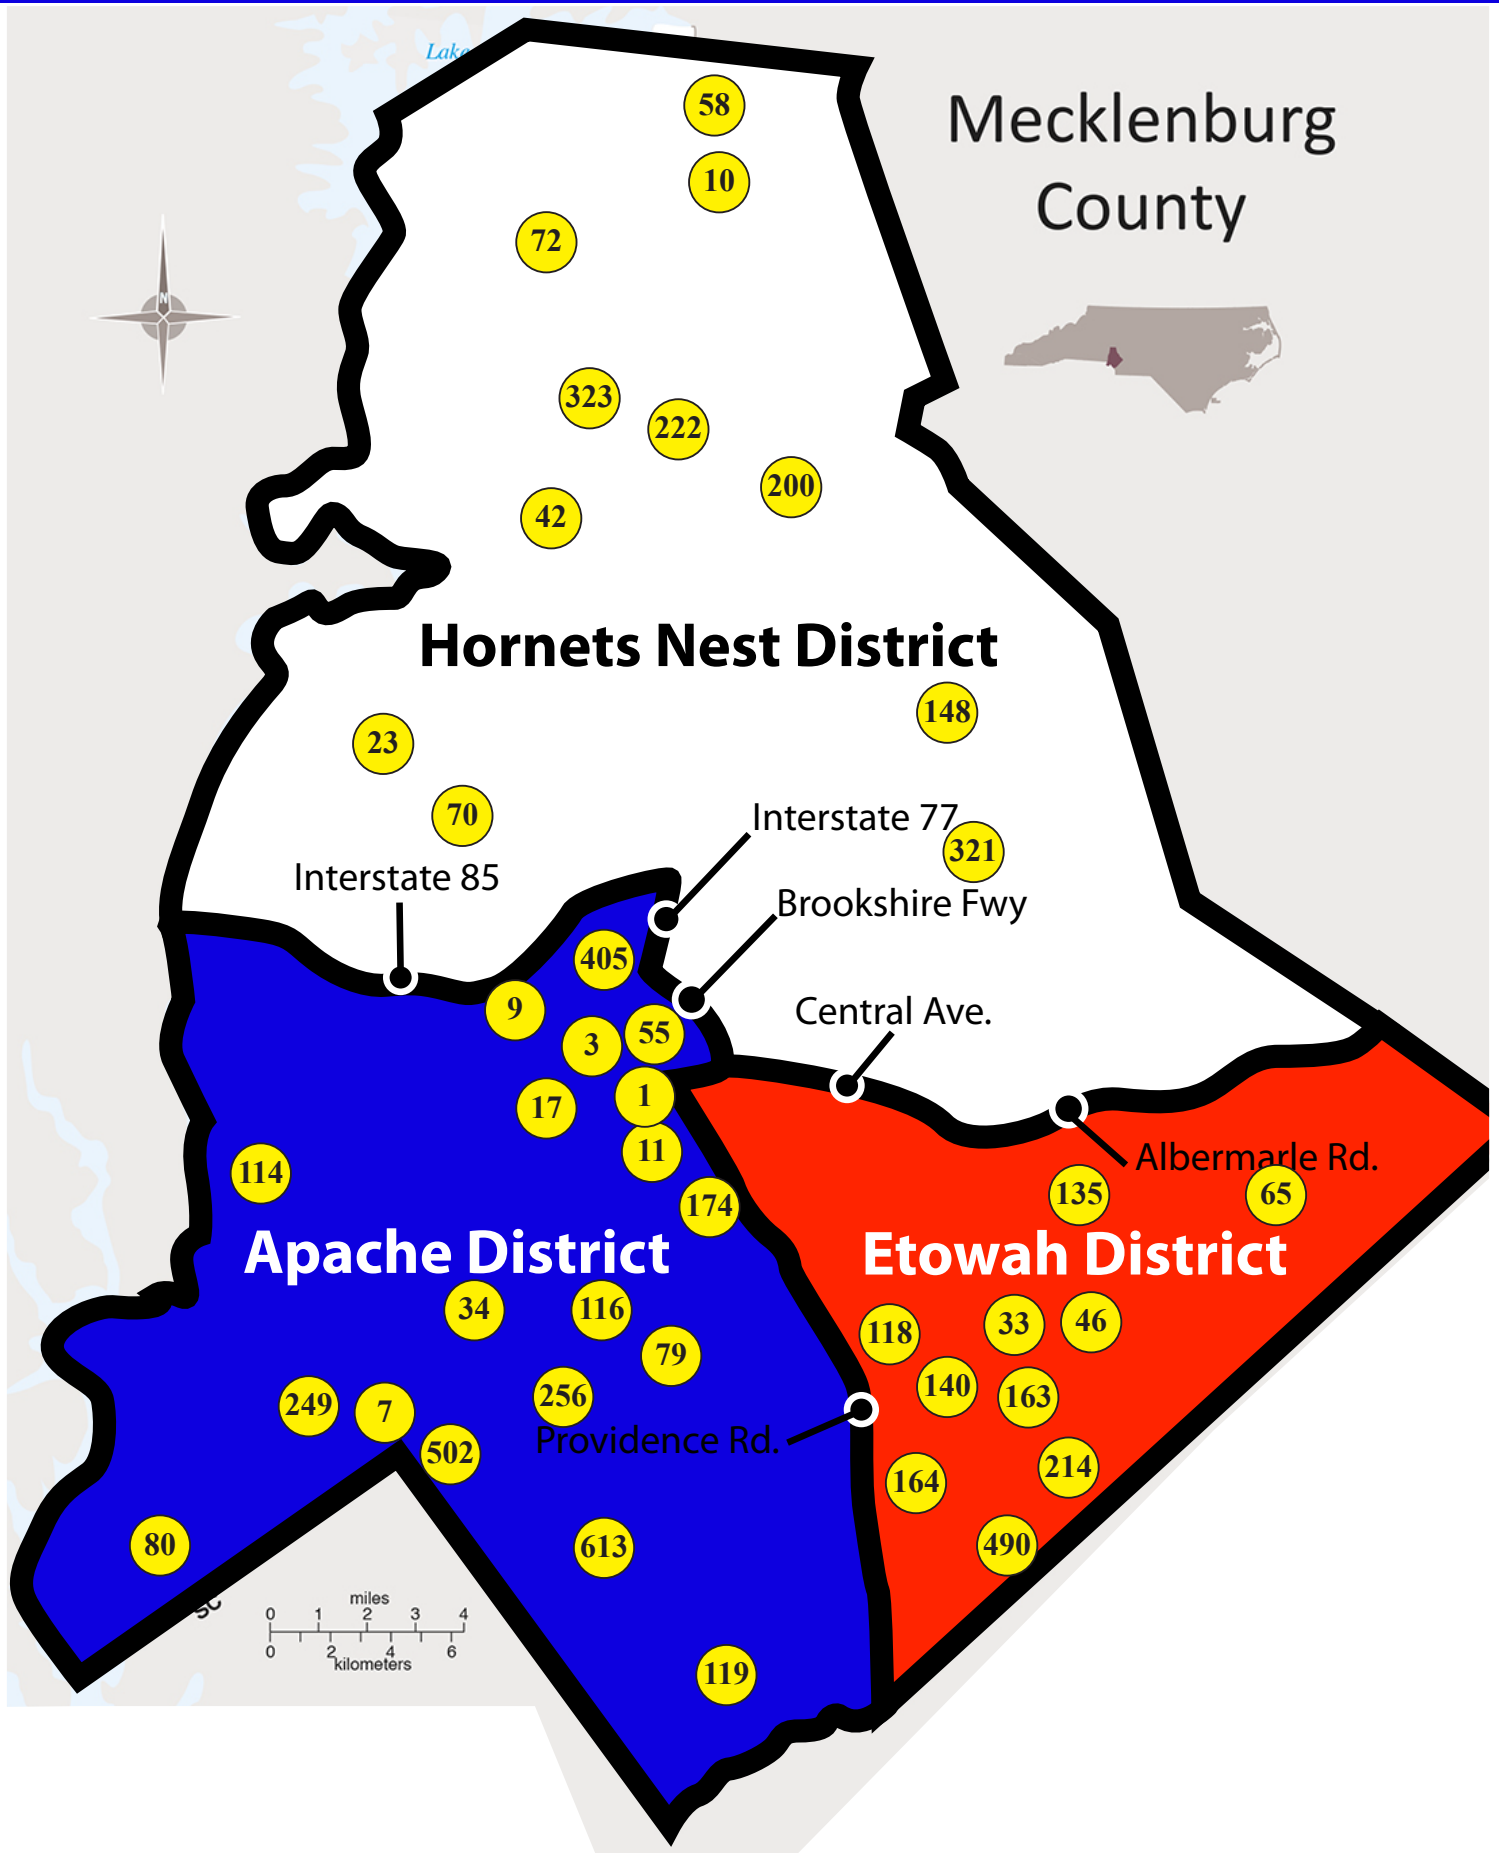 Lake
Mecklenburg
County
58
10
72
N
323
222
200
42
Hornets Nest District
148
23
70
Interstate 77
321
Interstate 85
Brookshire Fwy
405
9
Central Ave.
55
3
1
17
11
Albermarle Rd.
114
135
65
174
Apache District
Etowah District
34
116
118
33
46
79
140
256
163
249
7
Providence Rd.
502
214
164
80
613
490
SC
miles
0 1 2 3 4
0 2 4 6
kilometers
119